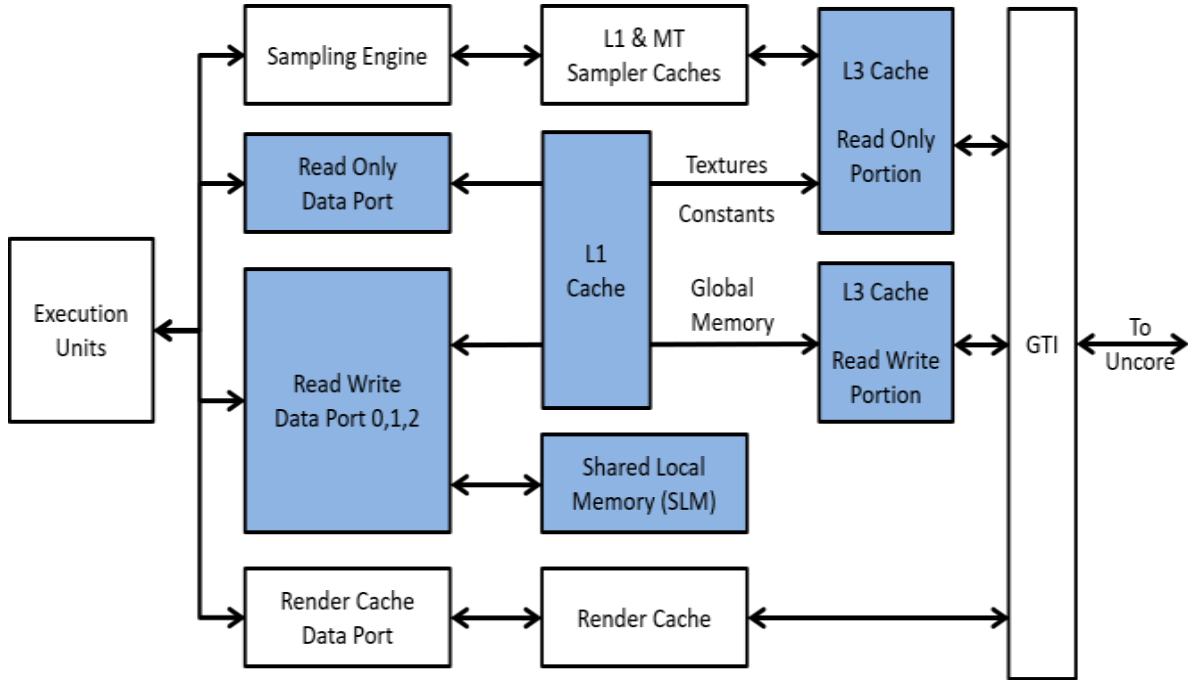 Sampling Engine
L1 & MT
Sampler Caches
L3 Cache
Read Only
Portion
Read Only
Data Port
Textures
Constants
L1
Cache
Execution
Units
Read Write
Data Port 0,1,2
Global
Memory
L3 Cache
Read Write
Portion
GTI
To
Uncore
Shared Local
Memory (SLM)
Render Cache
Data Port
Render Cache